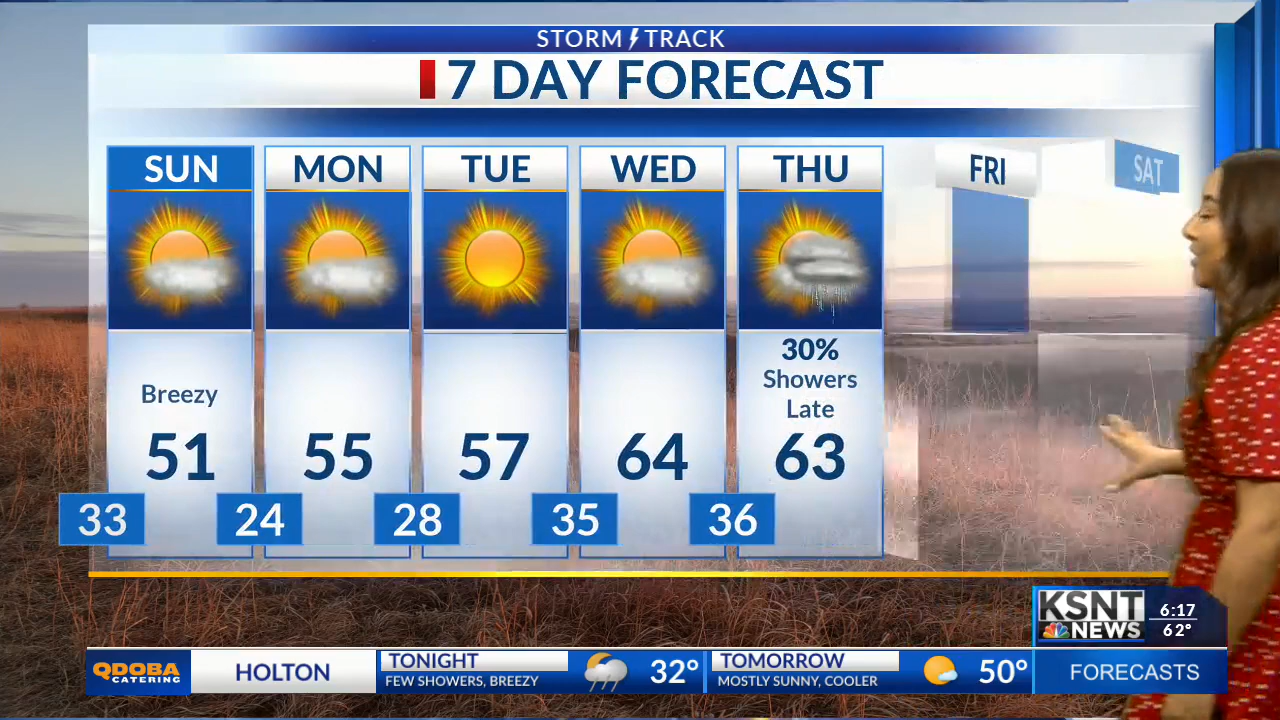 STORM TRACK
7 DAY FORECAST
SUN MON TUE WED THU FRI SAT
30%
Showers
Late
Breezy
51 55 57 64 63
33 24 28 35 36
KSNT
NEWS
6:17
62°
QDOBA
CATERING
HOLTON
TONIGHT
FEW SHOWERS, BREEZY
32°
TOMORROW
MOSTLY SUNNY, COOLER
50°
FORECASTS